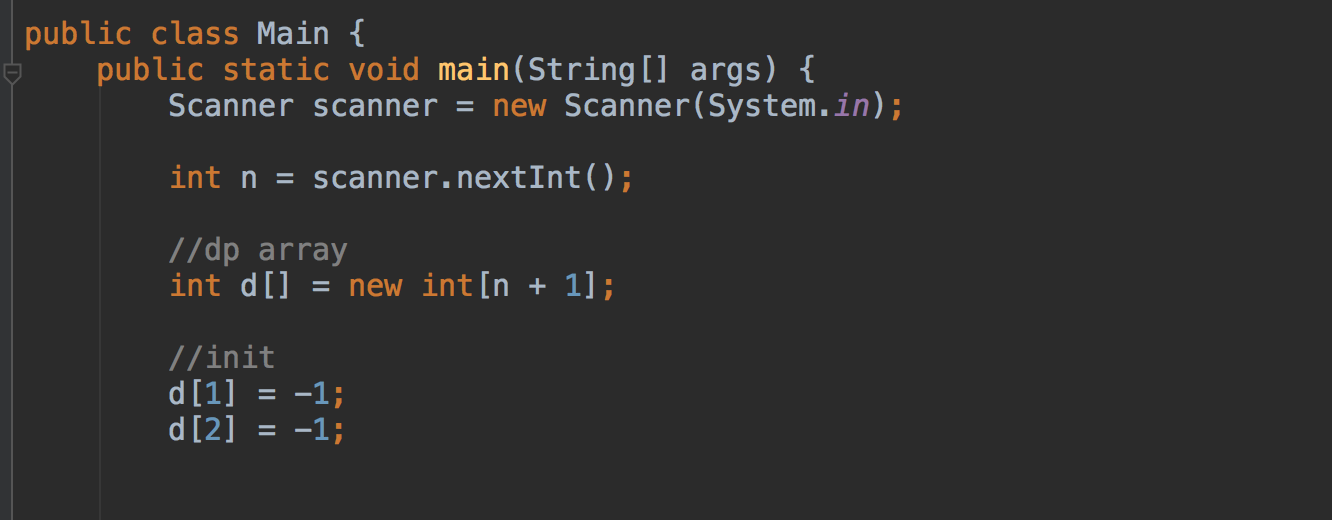 public class Main {
    public static void main(String[] args) {
        Scanner scanner = new Scanner(System.in);
        int n = scanner.nextInt();
        //dp array
        int d[] = new int[n + 1];
        //init
        d[1] = -1;
        d[2] = -1;